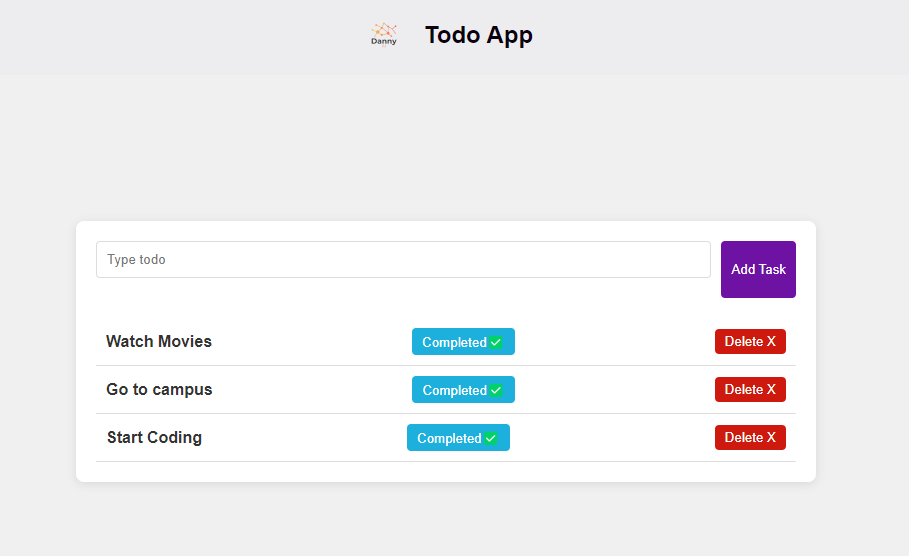 Danny
Todo App
Type todo
Add Task
Watch Movies Completed ✅ Delete X
Go to campus Completed ✅ Delete X
Start Coding Completed ✅ Delete X